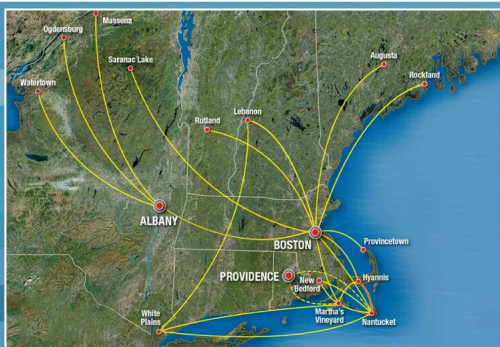 Massena
Ogdensburg
Saranac Lake
Augusta
Rockland
Watertown
Lebanon
Rutland
ALBANY
BOSTON
Provincetown
PROVIDENCE
New
Bedford
Hyannis
White
Plains
Martha's
Vineyard
Nantucket